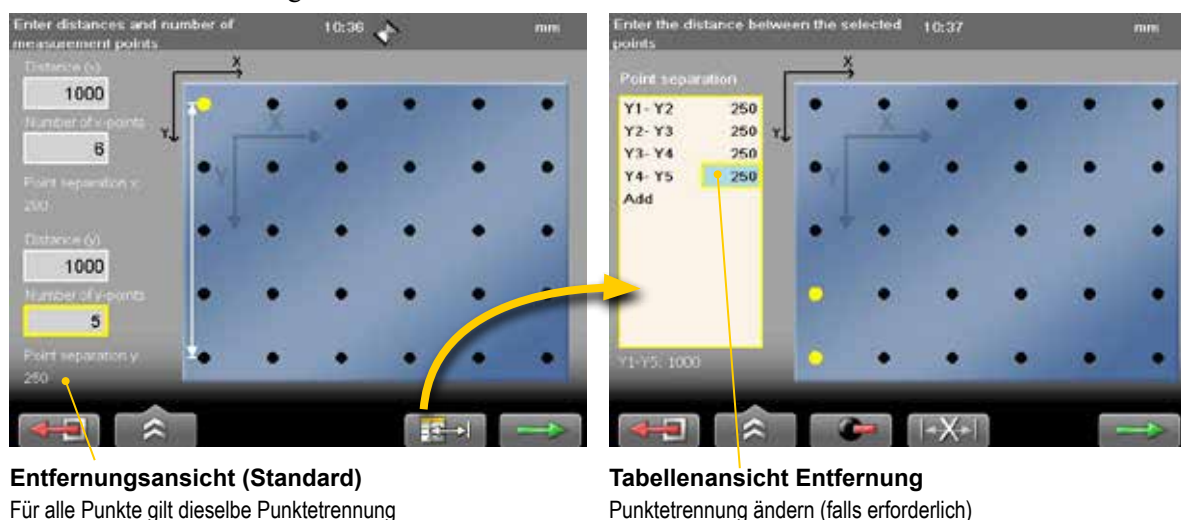 Enter distances and number of
measurement points
10:36
mm
Distance (x)
1000
Number of x-points
6
Point separation x:
200
Distance (y)
1000
Number of y-points
5
Point separation y:
250
X
Y
X
Y
Entfernungsansicht (Standard)
Für alle Punkte gilt dieselbe Punktetrennung
Enter the distance between the selected
points
10:37
mm
Point separation
Y1- Y2 250
Y2- Y3 250
Y3- Y4 250
Y4- Y5 250
Add
Y1-Y5: 1000
X
Y
X
Y
X
Tabellenansicht Entfernung
Punktetrennung ändern (falls erforderlich)